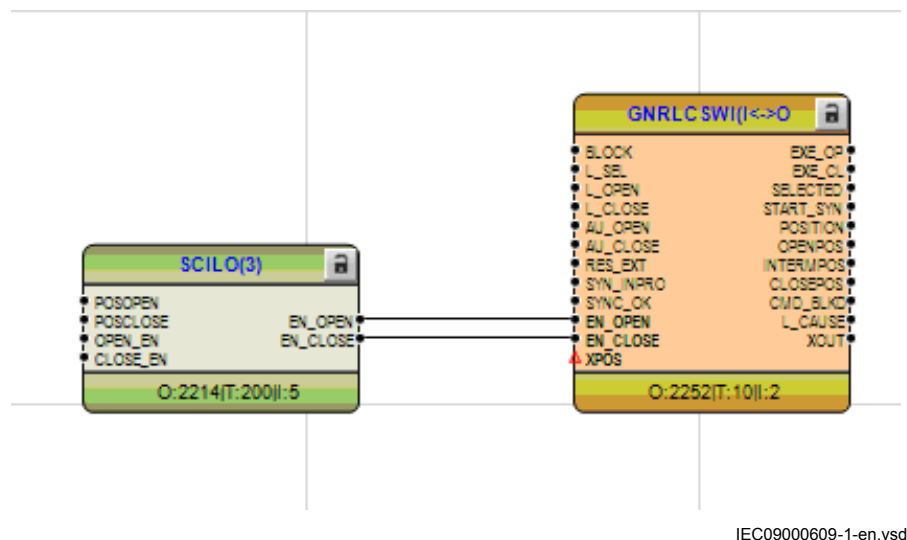 GNRLCSWI(I<->O
BLOCK
L_SEL
L_OPEN
L_CLOSE
AU_OPEN
AU_CLOSE
RES_EXT
SYN_INPRO
SYNC_OK
EN_OPEN
EN_CLOSE
XPOS
EXE_OP
EXE_CL
SELECTED
START_SYN
POSITION
OPENPOS
INTERMPOS
CLOSEPOS
CMD_BLKD
L_CAUSE
XOUT
O:2252|T:10|I:2
SCILO(3)
POSOPEN
POSCLOSE
OPEN_EN
CLOSE_EN
EN_OPEN
EN_CLOSE
O:2214|T:200|I:5
IEC09000609-1-en.vsd